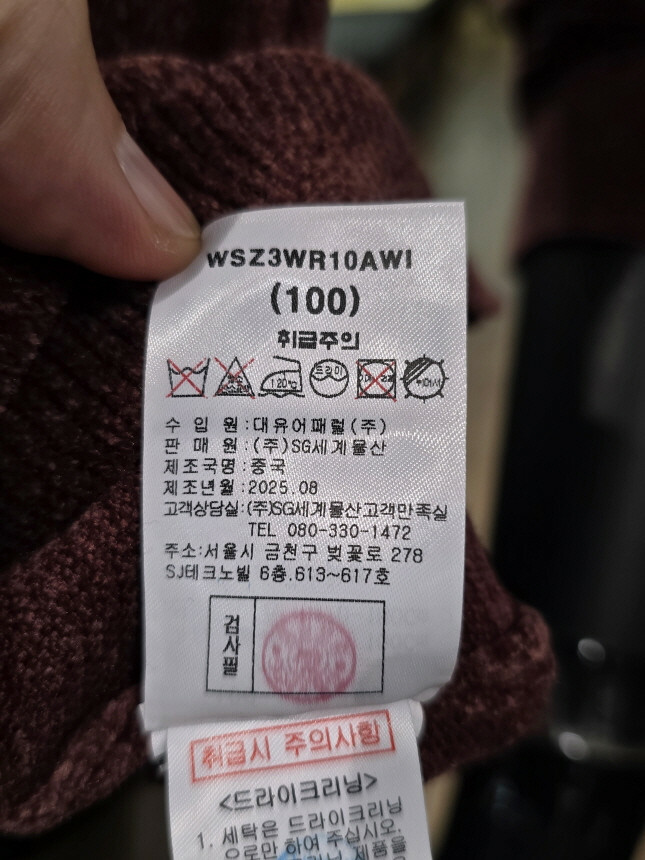 WSZ3WR10AWI
(100)
취급주의
120℃
드라이
수 입 원 : 대유어패럴(주)
판 매 원 : (주)SG세계물산
제조국명 : 중국
제조년월 : 2025.08
고객상담실:(주)SG세계물산고객만족실
TEL 080-330-1472
주소:서울시 금천구 벚꽃로 278
SJ테크노빌 6층.613~617호
검사필
취급시 주의사항
<드라이크리닝>
1. 세탁은 드라이크리닝
으로만 하여 주십시오.
제품을